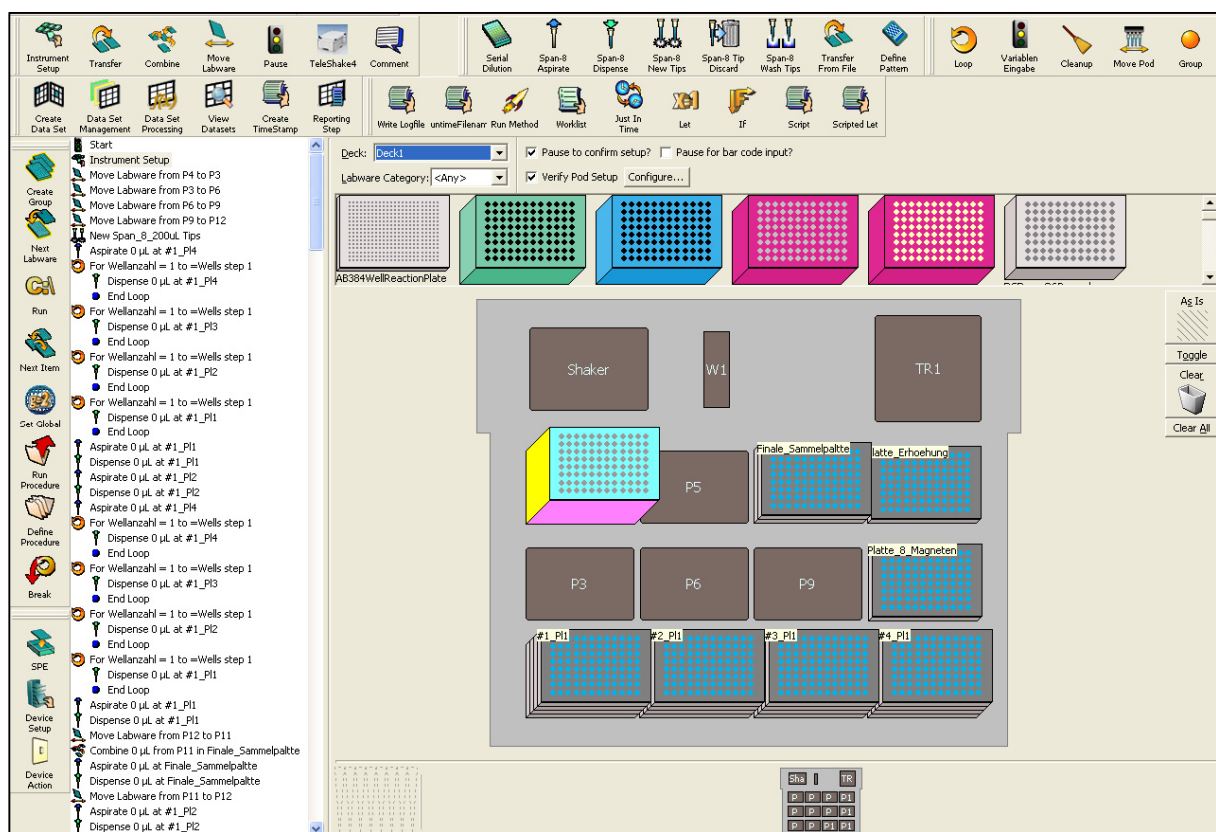 Instrument Setup
Transfer
Combine
Move Labware
Pause
TeleShake4
Comment
Serial Dilution
Span-8 Aspirate
Span-8 Dispense
Span-8 New Tips
Span-8 Tip Discard
Span-8 Wash Tips
Transfer From File
Define Pattern
Loop
Variablen Eingabe
Cleanup
Move Pod
Group
Create Data Set
Data Set Management
Data Set Processing
View Datasets
Create TimeStamp
Reporting Step
Write Logfile
untimeFilenam
Run Method
Worklist
Just In Time
Let
If
Script
Scripted Let
Create Group
Next Labware
Run
Next Item
Set Global
Run Procedure
Define Procedure
Break
SPE
Device Setup
Device Action
Start
Instrument Setup
Move Labware from P4 to P3
Move Labware from P3 to P6
Move Labware from P6 to P9
Move Labware from P9 to P12
New Span_8_200uL Tips
Aspirate 0 µL at #1_Pl4
For Wellanzahl = 1 to =Wells step 1
Dispense 0 µL at #1_Pl4
End Loop
For Wellanzahl = 1 to =Wells step 1
Dispense 0 µL at #1_Pl3
End Loop
For Wellanzahl = 1 to =Wells step 1
Dispense 0 µL at #1_Pl2
End Loop
For Wellanzahl = 1 to =Wells step 1
Dispense 0 µL at #1_Pl1
End Loop
Aspirate 0 µL at #1_Pl1
Dispense 0 µL at #1_Pl1
Aspirate 0 µL at #1_Pl2
Dispense 0 µL at #1_Pl2
Aspirate 0 µL at #1_Pl4
For Wellanzahl = 1 to =Wells step 1
Dispense 0 µL at #1_Pl4
End Loop
For Wellanzahl = 1 to =Wells step 1
Dispense 0 µL at #1_Pl3
End Loop
For Wellanzahl = 1 to =Wells step 1
Dispense 0 µL at #1_Pl2
End Loop
For Wellanzahl = 1 to =Wells step 1
Dispense 0 µL at #1_Pl1
End Loop
Aspirate 0 µL at #1_Pl1
Dispense 0 µL at #1_Pl1
Move Labware from P12 to P11
Combine 0 µL from P11 in Finale_Sammelpaltte
Aspirate 0 µL at Finale_Sammelpaltte
Dispense 0 µL at Finale_Sammelpaltte
Move Labware from P11 to P12
Aspirate 0 µL at #1_Pl2
Dispense 0 µL at #1_Pl2
Deck: Deck1
Pause to confirm setup?
Pause for bar code input?
Labware Category: <Any>
Verify Pod Setup
Configure...
AB384WellReactionPlate
As Is
Toggle
Clear
Clear All
Shaker
W1
TR1
P5
Finale_Sammelpaltte
latte_Erhoehung
P3
P6
P9
Platte_8_Magneten
#1_Pl1
#2_Pl1
#3_Pl1
#4_Pl1
Sha
TR
P P P P1
P P P P1
P P P1 P1